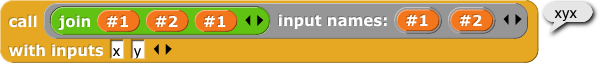 call join #1 #2 #1 input names: #1 #2
xyx
with inputs x y